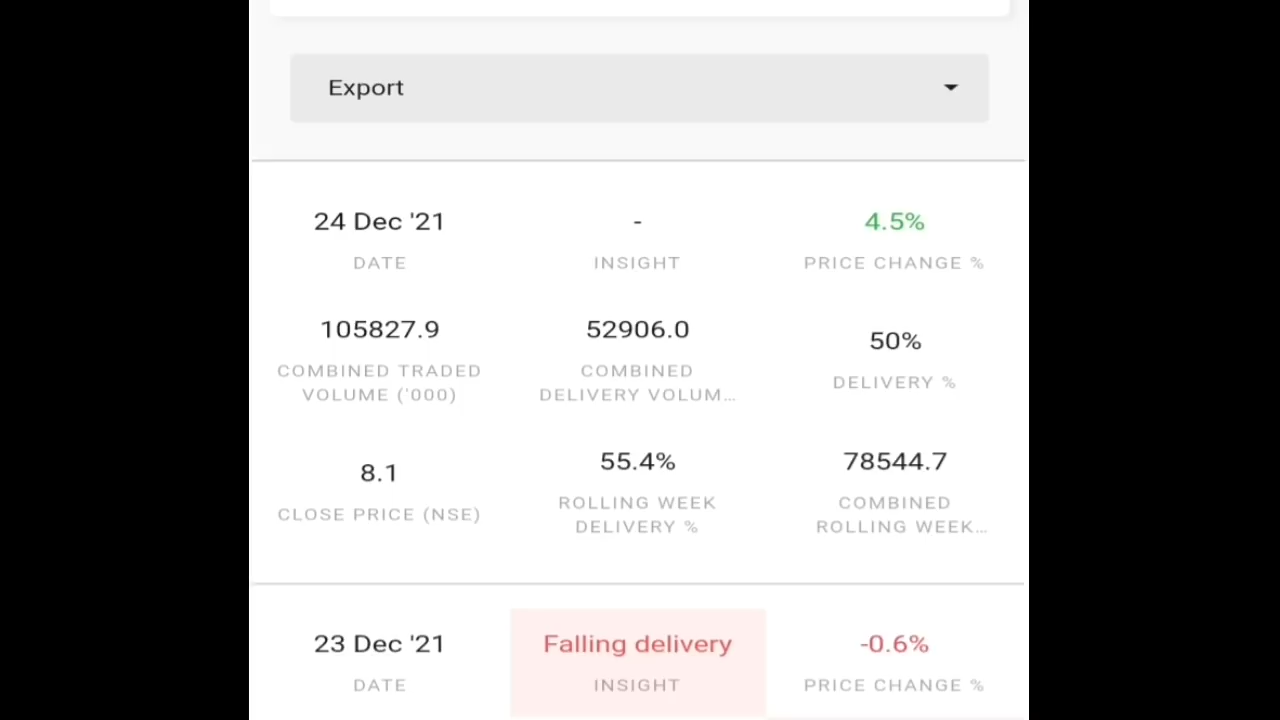 Export
24 Dec '21
-
4.5%
DATE
INSIGHT
PRICE CHANGE %
105827.9
52906.0
50%
COMBINED TRADED
VOLUME ('000)
COMBINED
DELIVERY VOLUM…
DELIVERY %
8.1
55.4%
78544.7
CLOSE PRICE (NSE)
ROLLING WEEK
DELIVERY %
COMBINED
ROLLING WEEK…
23 Dec '21
Falling delivery
-0.6%
DATE
INSIGHT
PRICE CHANGE %